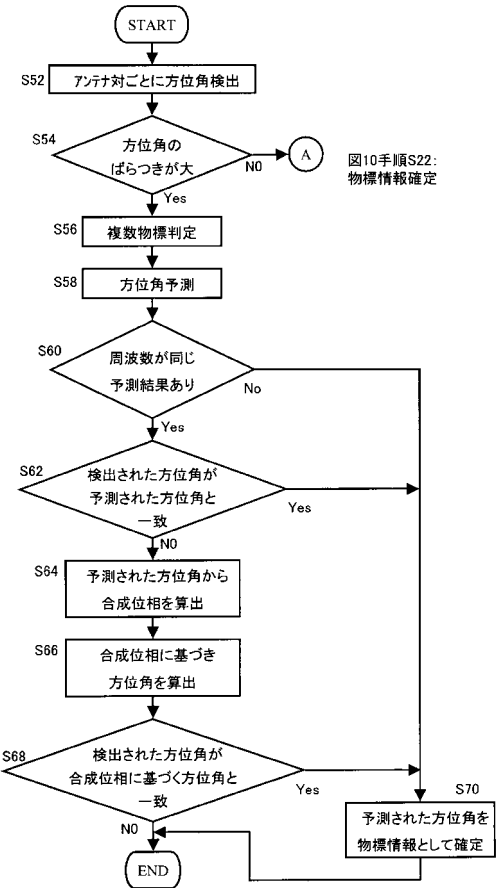 START
S52
アンテナ対ごとに方位角検出
S54
方位角の
ばらつきが大
NO
A
図10手順S22:
物標情報確定
Yes
S56
複数物標判定
S58
方位角予測
S60
周波数が同じ
予測結果あり
No
Yes
S62
検出された方位角が
予測された方位角と
一致
Yes
NO
S64
予測された方位角から
合成位相を算出
S66
合成位相に基づき
方位角を算出
S68
検出された方位角が
合成位相に基づく方位角と
一致
Yes
NO
S70
予測された方位角を
物標情報として確定
END